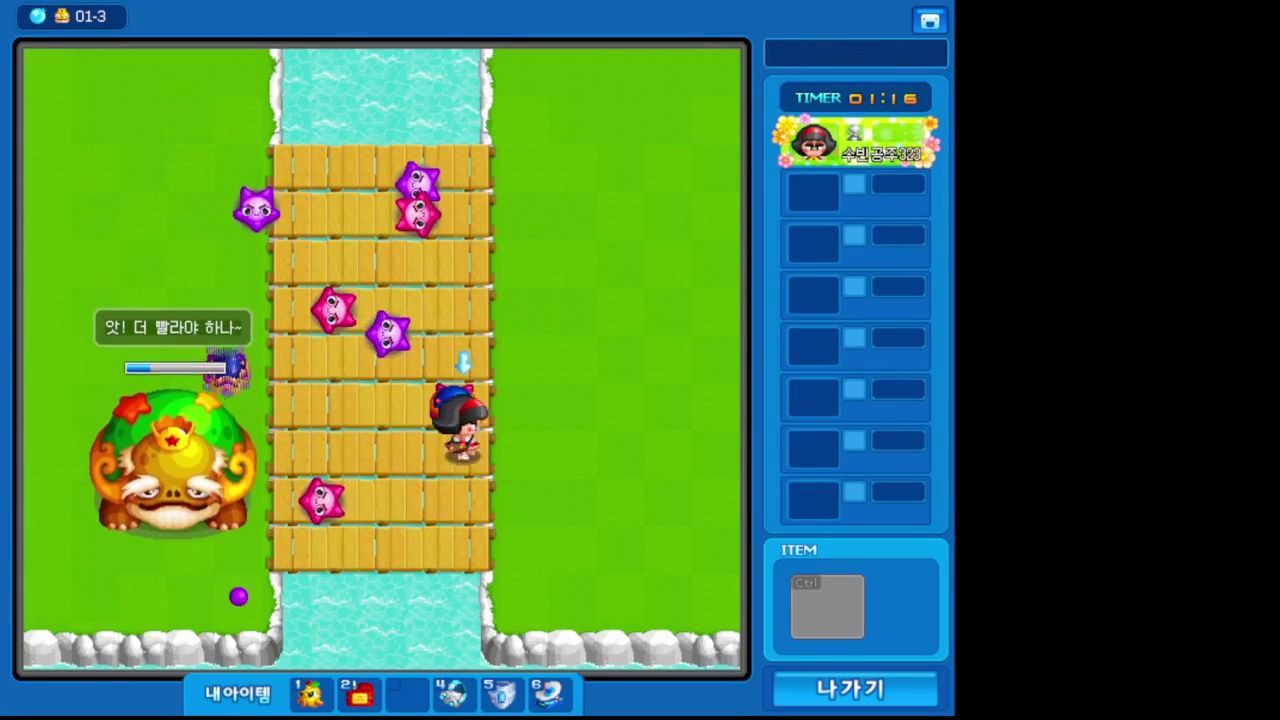 01-3
TIMER 01:16
수빈공주323
앗! 더 빨라야 하나~
ITEM
Ctrl
내아이템
1
2
4
5
6
나가기